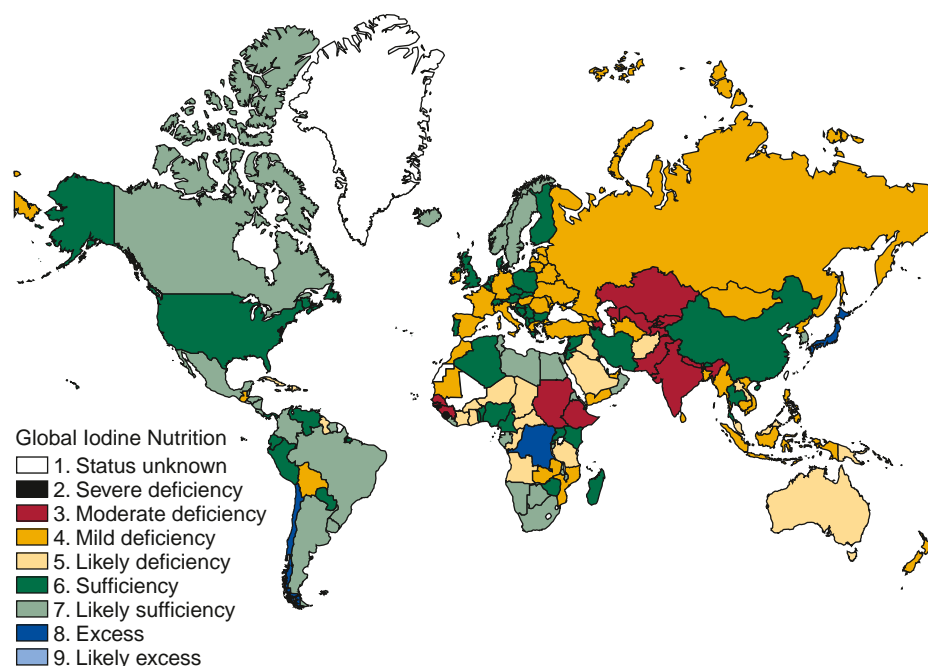 Global Iodine Nutrition
1. Status unknown
2. Severe deficiency
3. Moderate deficiency
4. Mild deficiency
5. Likely deficiency
6. Sufficiency
7. Likely sufficiency
8. Excess
9. Likely excess